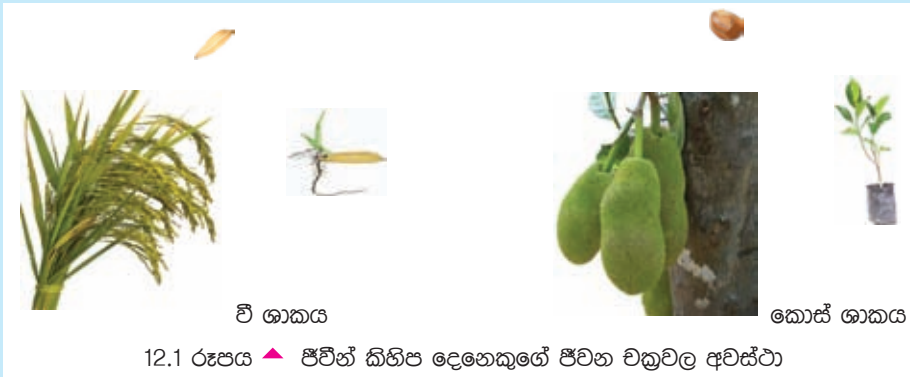 වී ශාකය
කොස් ශාකය
12.1 රූපය ▲ ජීවීන් කිහිප දෙනෙකුගේ ජීවන චක්‍රවල අවස්ථා